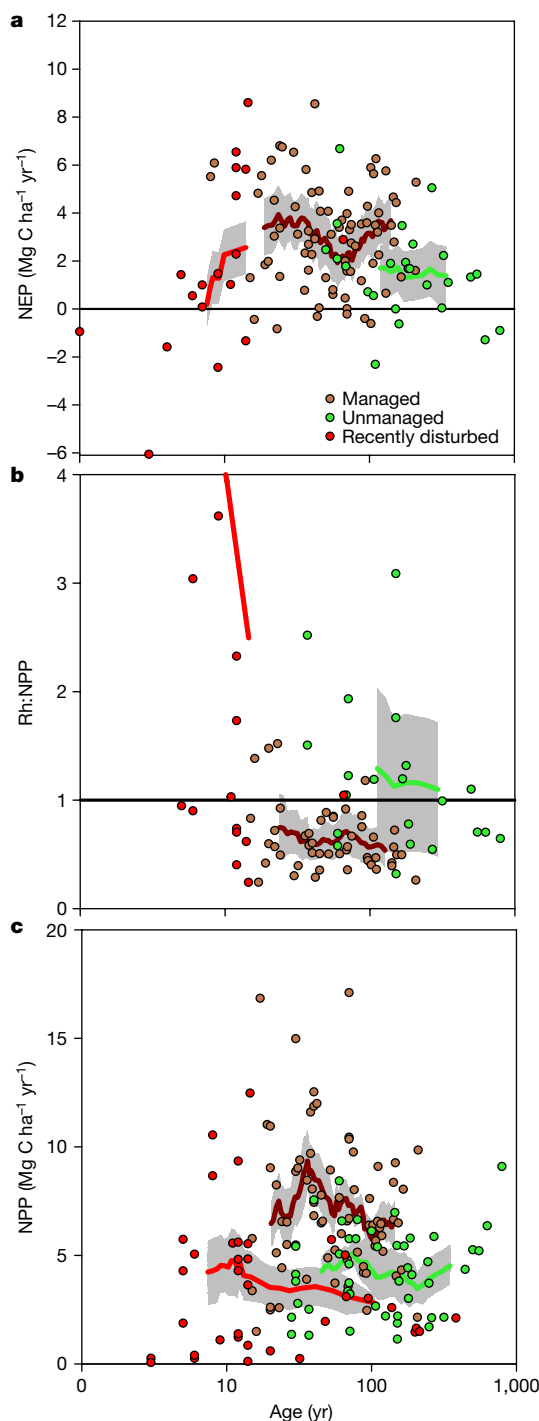 a
12
10
8
6
4
2
0
−2
−4
−6
NEP (Mg C ha⁻¹ yr⁻¹)
Managed
Unmanaged
Recently disturbed
b
4
3
2
1
0
Rh:NPP
c
20
15
10
5
0
NPP (Mg C ha⁻¹ yr⁻¹)
0
10
100
1,000
Age (yr)